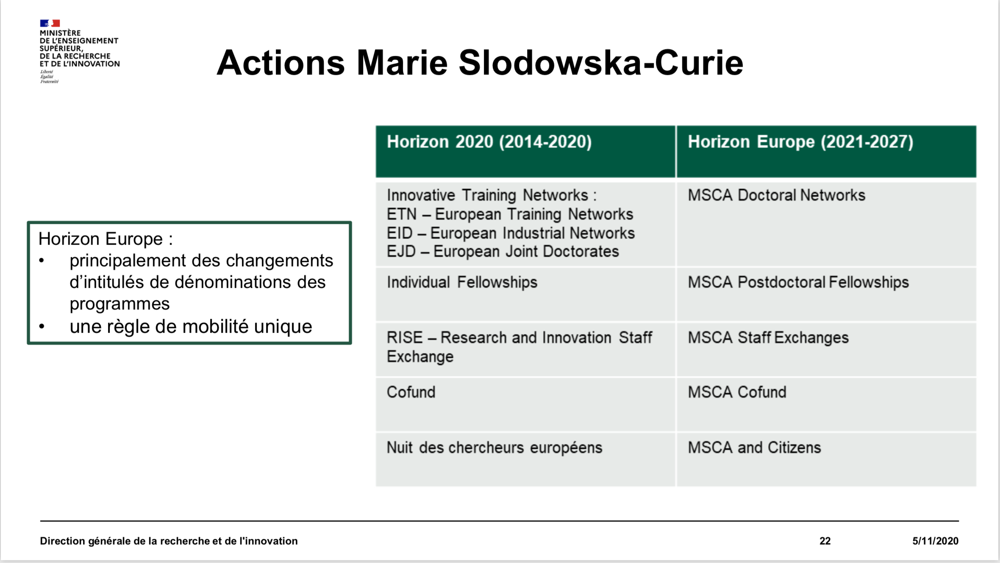 MINISTÈRE
DE L'ENSEIGNEMENT
SUPÉRIEUR,
DE LA RECHERCHE
ET DE L'INNOVATION
Liberté
Égalité
Fraternité
Actions Marie Slodowska-Curie
Horizon Europe :
• principalement des changements
d’intitulés de dénominations des
programmes
• une règle de mobilité unique
Horizon 2020 (2014-2020)
Horizon Europe (2021-2027)
Innovative Training Networks :
ETN – European Training Networks
EID – European Industrial Networks
EJD – European Joint Doctorates
MSCA Doctoral Networks
Individual Fellowships
MSCA Postdoctoral Fellowships
RISE – Research and Innovation Staff
Exchange
MSCA Staff Exchanges
Cofund
MSCA Cofund
Nuit des chercheurs européens
MSCA and Citizens
Direction générale de la recherche et de l'innovation
22
5/11/2020